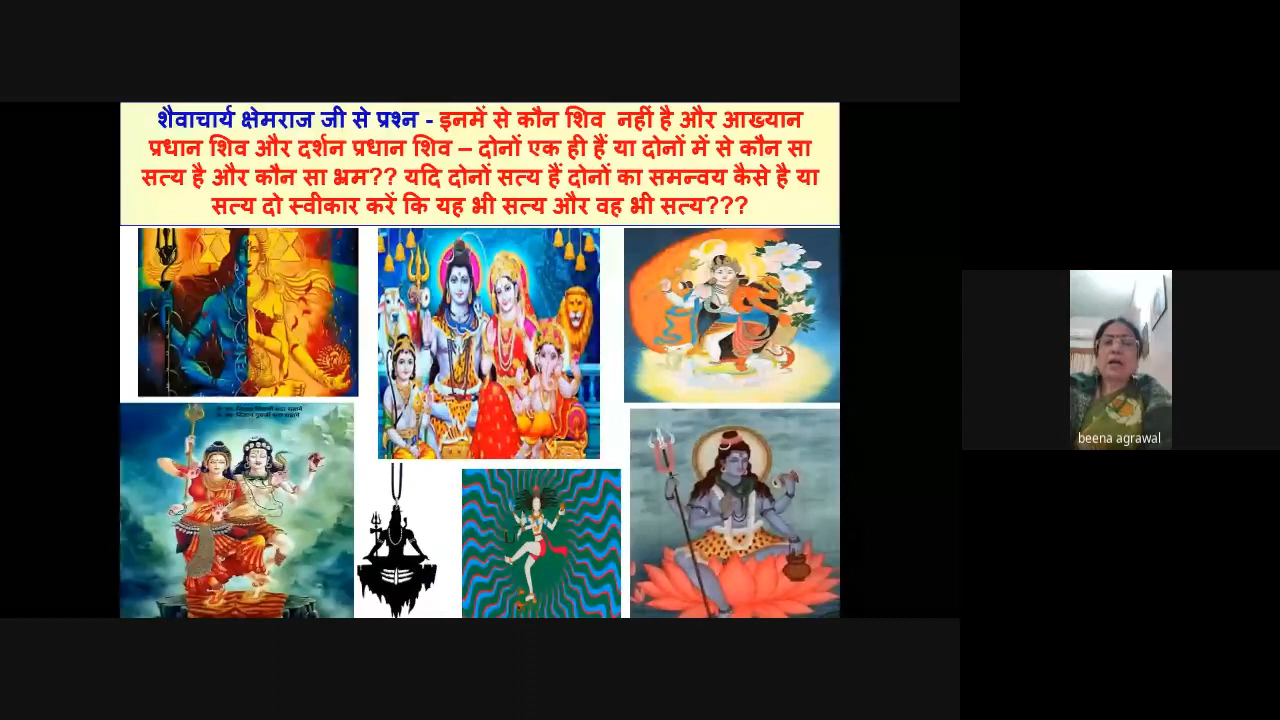 शैवाचार्य क्षेमराज जी से प्रश्न - इनमें से कौन शिव नहीं है और आख्यान
प्रधान शिव और दर्शन प्रधान शिव – दोनों एक ही हैं या दोनों में से कौन सा
सत्य है और कौन सा भ्रम?? यदि दोनों सत्य हैं दोनों का समन्वय कैसे है या
सत्य दो स्वीकार करें कि यह भी सत्य और वह भी सत्य???
beena agrawal